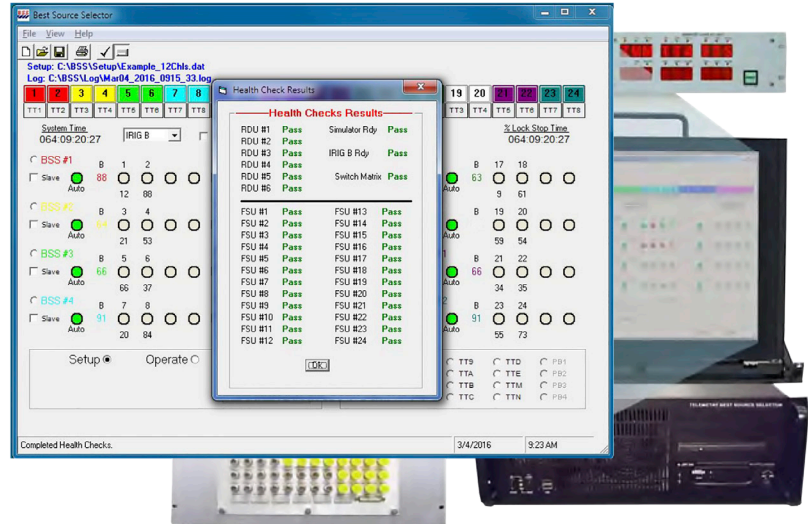 BSS Best Source Selector
File View Help
Setup: C:\BSS\Setup\Example_12Chls.dat
Log: C:\BSS\Log\Mar04_2016_0915_33.log
1 2 3 4 5 6 7 8 19 20 21 22 23 24
TT1 TT2 TT3 TT4 TT5 TT6 TT7 TT8 TT3 TT4 TT5 TT6 TT7 TT8
System Time
064:09:20:27
IRIG B
% Lock Stop Time
064:09:20:27
BSS #1 B 1 2 B 17 18
Slave 88 63
Auto 12 88 9 61
BSS #2 B 3 4 B 19 20
Slave
Auto 21 53 59 54
BSS #3 B 5 6 B 21 22
Slave 66 66
Auto 66 37 34 35
BSS #4 B 7 8 B 23 24
Slave 91 91
Auto 20 84 55 73
Setup Operate
TT9 TTD PB1
TTA TTE PB2
TTB TTM PB3
TTC TTN PB4
Completed Health Checks. 3/4/2016 9:23 AM
Health Check Results
Health Checks Results
RDU #1 Pass Simulator Rdy Pass
RDU #2 Pass
RDU #3 Pass IRIG B Rdy Pass
RDU #4 Pass
RDU #5 Pass Switch Matrix Pass
RDU #6 Pass
FSU #1 Pass FSU #13 Pass
FSU #2 Pass FSU #14 Pass
FSU #3 Pass FSU #15 Pass
FSU #4 Pass FSU #16 Pass
FSU #5 Pass FSU #17 Pass
FSU #6 Pass FSU #18 Pass
FSU #7 Pass FSU #19 Pass
FSU #8 Pass FSU #20 Pass
FSU #9 Pass FSU #21 Pass
FSU #10 Pass FSU #22 Pass
FSU #11 Pass FSU #23 Pass
FSU #12 Pass FSU #24 Pass
OK
TELEMETRY BEST SOURCE SELECTOR